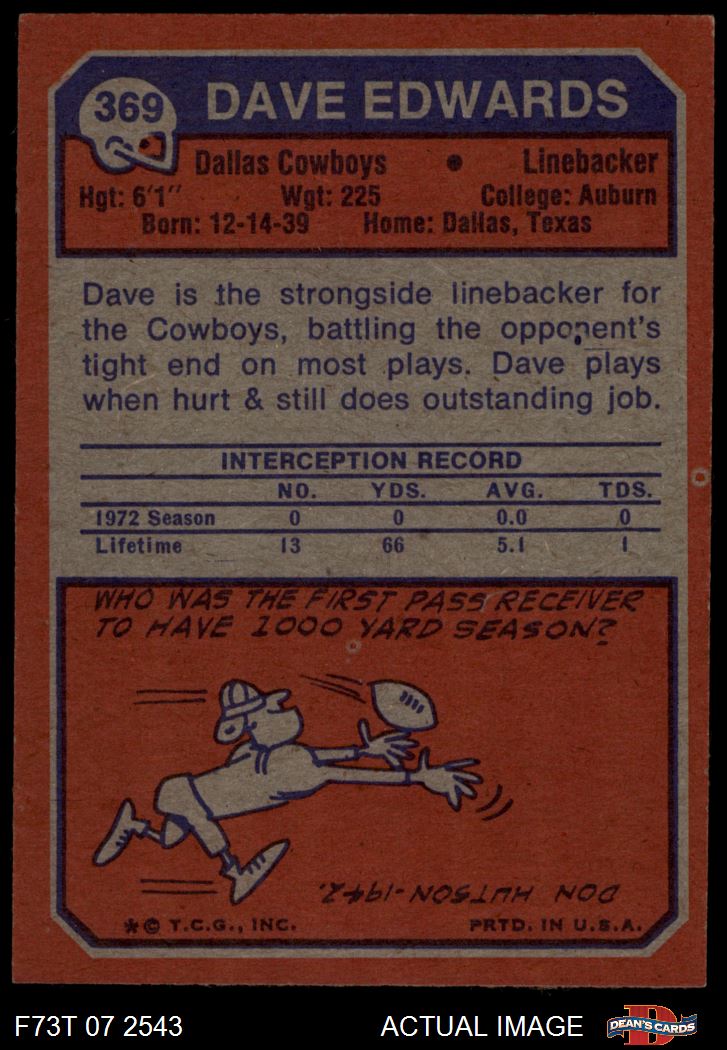 369 DAVE EDWARDS
Dallas Cowboys • Linebacker
Hgt: 6'1" Wgt: 225 College: Auburn
Born: 12-14-39 Home: Dallas, Texas
Dave is the strongside linebacker for
the Cowboys, battling the opponent's
tight end on most plays. Dave plays
when hurt & still does outstanding job.
INTERCEPTION RECORD
NO. YDS. AVG. TDS.
1972 Season 0 0 0.0 0
Lifetime 13 66 5.1 1
WHO WAS THE FIRST PASS RECEIVER
TO HAVE 1000 YARD SEASON?
DON HUTSON-1942.
*© T.C.G., INC. PRTD. IN U.S.A.
F73T 07 2543 ACTUAL IMAGE
D
DEAN'S CARDS